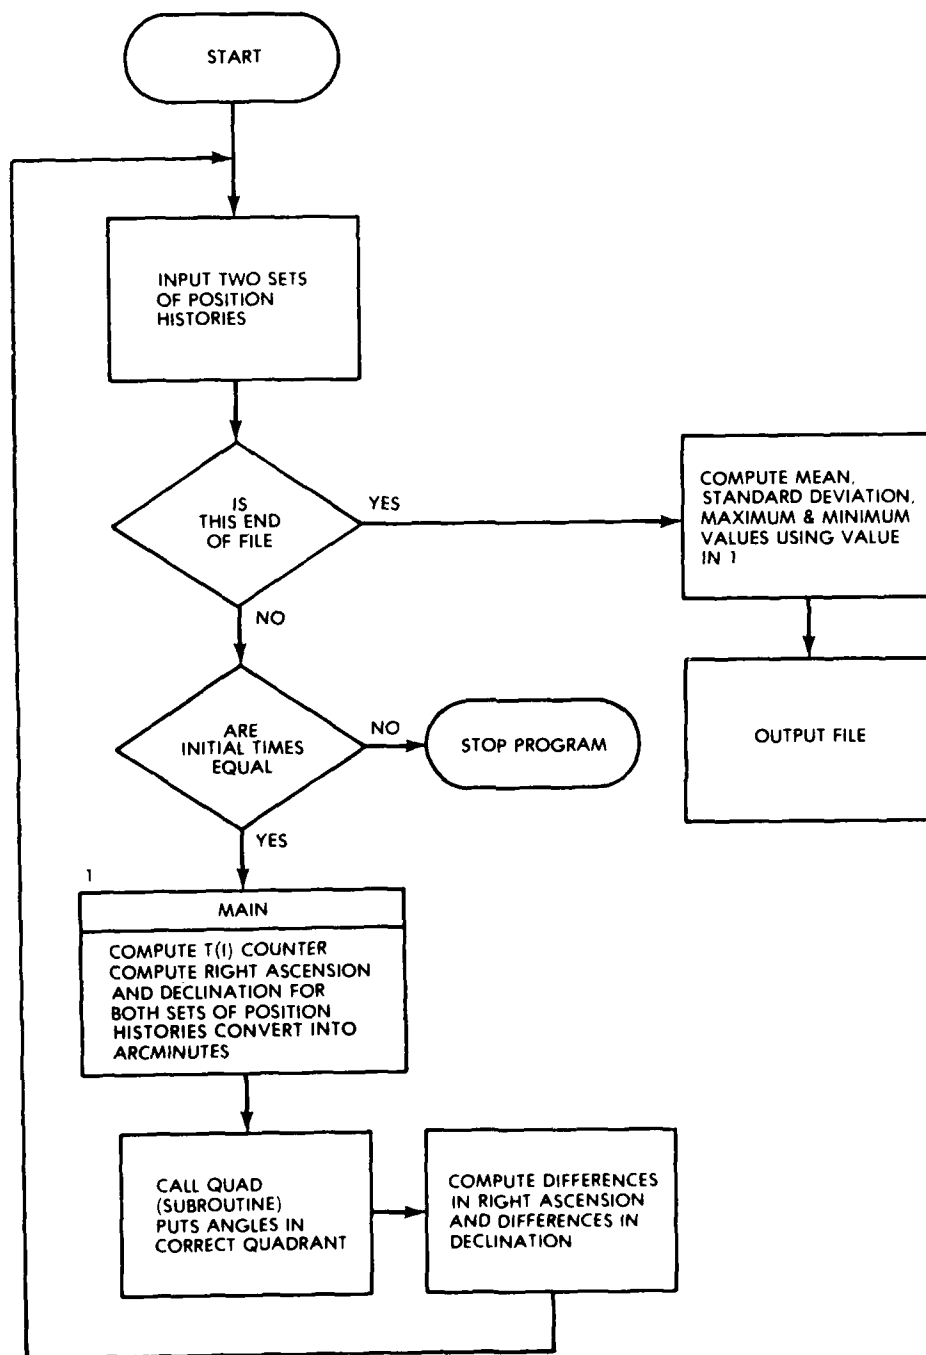 START
INPUT TWO SETS
OF POSITION
HISTORIES
IS
THIS END
OF FILE
YES
COMPUTE MEAN,
STANDARD DEVIATION,
MAXIMUM & MINIMUM
VALUES USING VALUE
IN 1
NO
OUTPUT FILE
ARE
INITIAL TIMES
EQUAL
NO
STOP PROGRAM
YES
1
MAIN
COMPUTE T(I) COUNTER
COMPUTE RIGHT ASCENSION
AND DECLINATION FOR
BOTH SETS OF POSITION
HISTORIES CONVERT INTO
ARCMINUTES
CALL QUAD
(SUBROUTINE)
PUTS ANGLES IN
CORRECT QUADRANT
COMPUTE DIFFERENCES
IN RIGHT ASCENSION
AND DIFFERENCES IN
DECLINATION